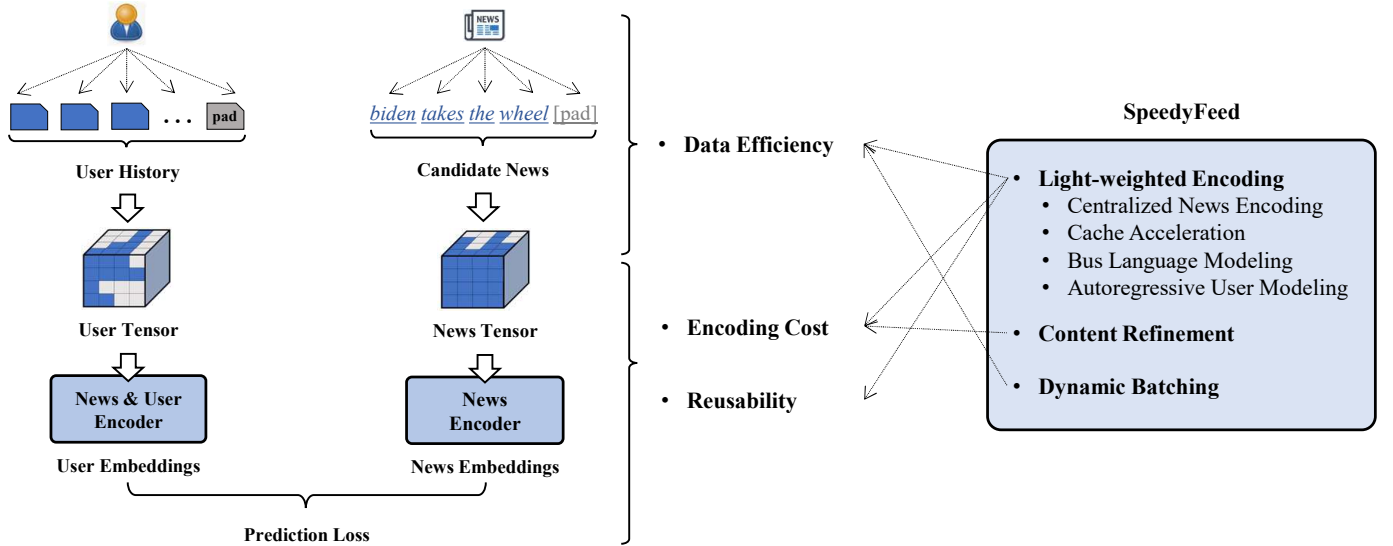 NEWS
pad
biden takes the wheel [pad]
User History
Candidate News
User Tensor
News Tensor
News & User
Encoder
News
Encoder
User Embeddings
News Embeddings
Prediction Loss
• Data Efficiency
• Encoding Cost
• Reusability
SpeedyFeed
• Light-weighted Encoding
• Centralized News Encoding
• Cache Acceleration
• Bus Language Modeling
• Autoregressive User Modeling
• Content Refinement
• Dynamic Batching